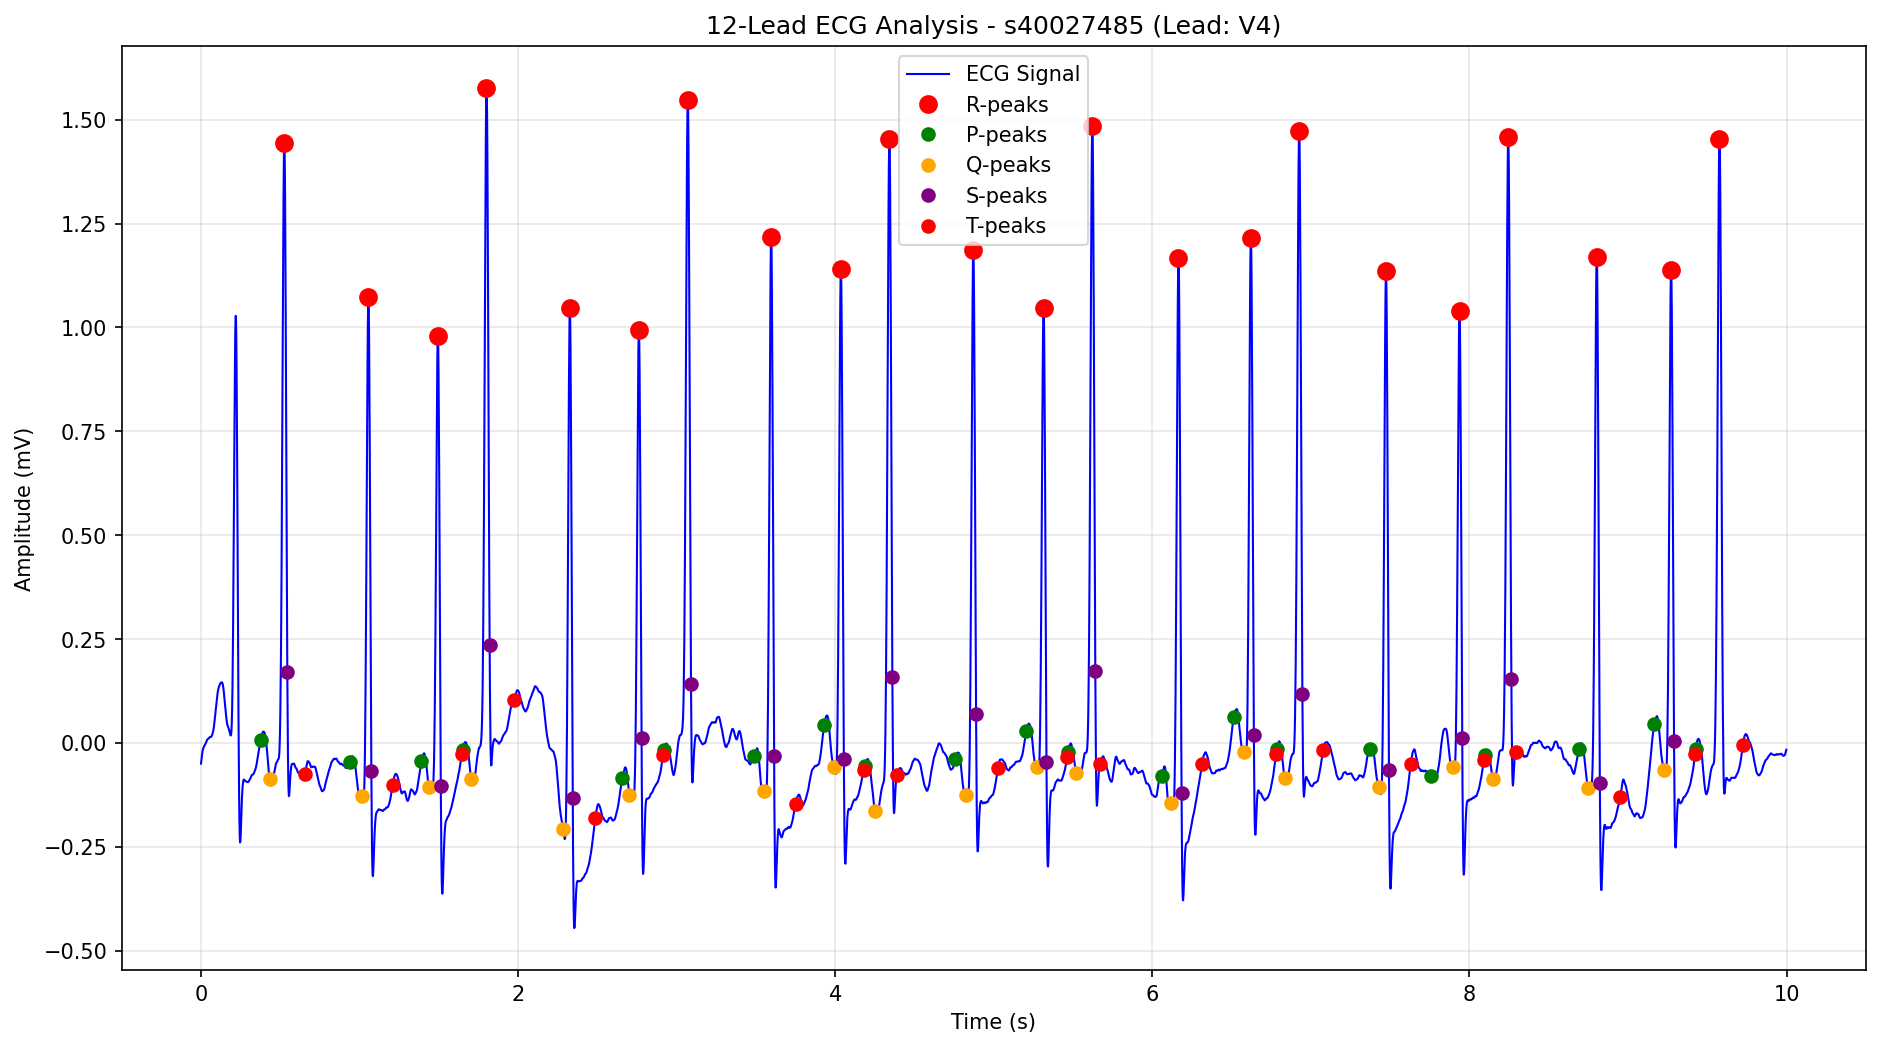 12-Lead ECG Analysis - s40027485 (Lead: V4)
ECG Signal
R-peaks
P-peaks
Q-peaks
S-peaks
T-peaks
1.50
1.25
1.00
0.75
0.50
0.25
0.00
−0.25
−0.50
Amplitude (mV)
0 2 4 6 8 10
Time (s)